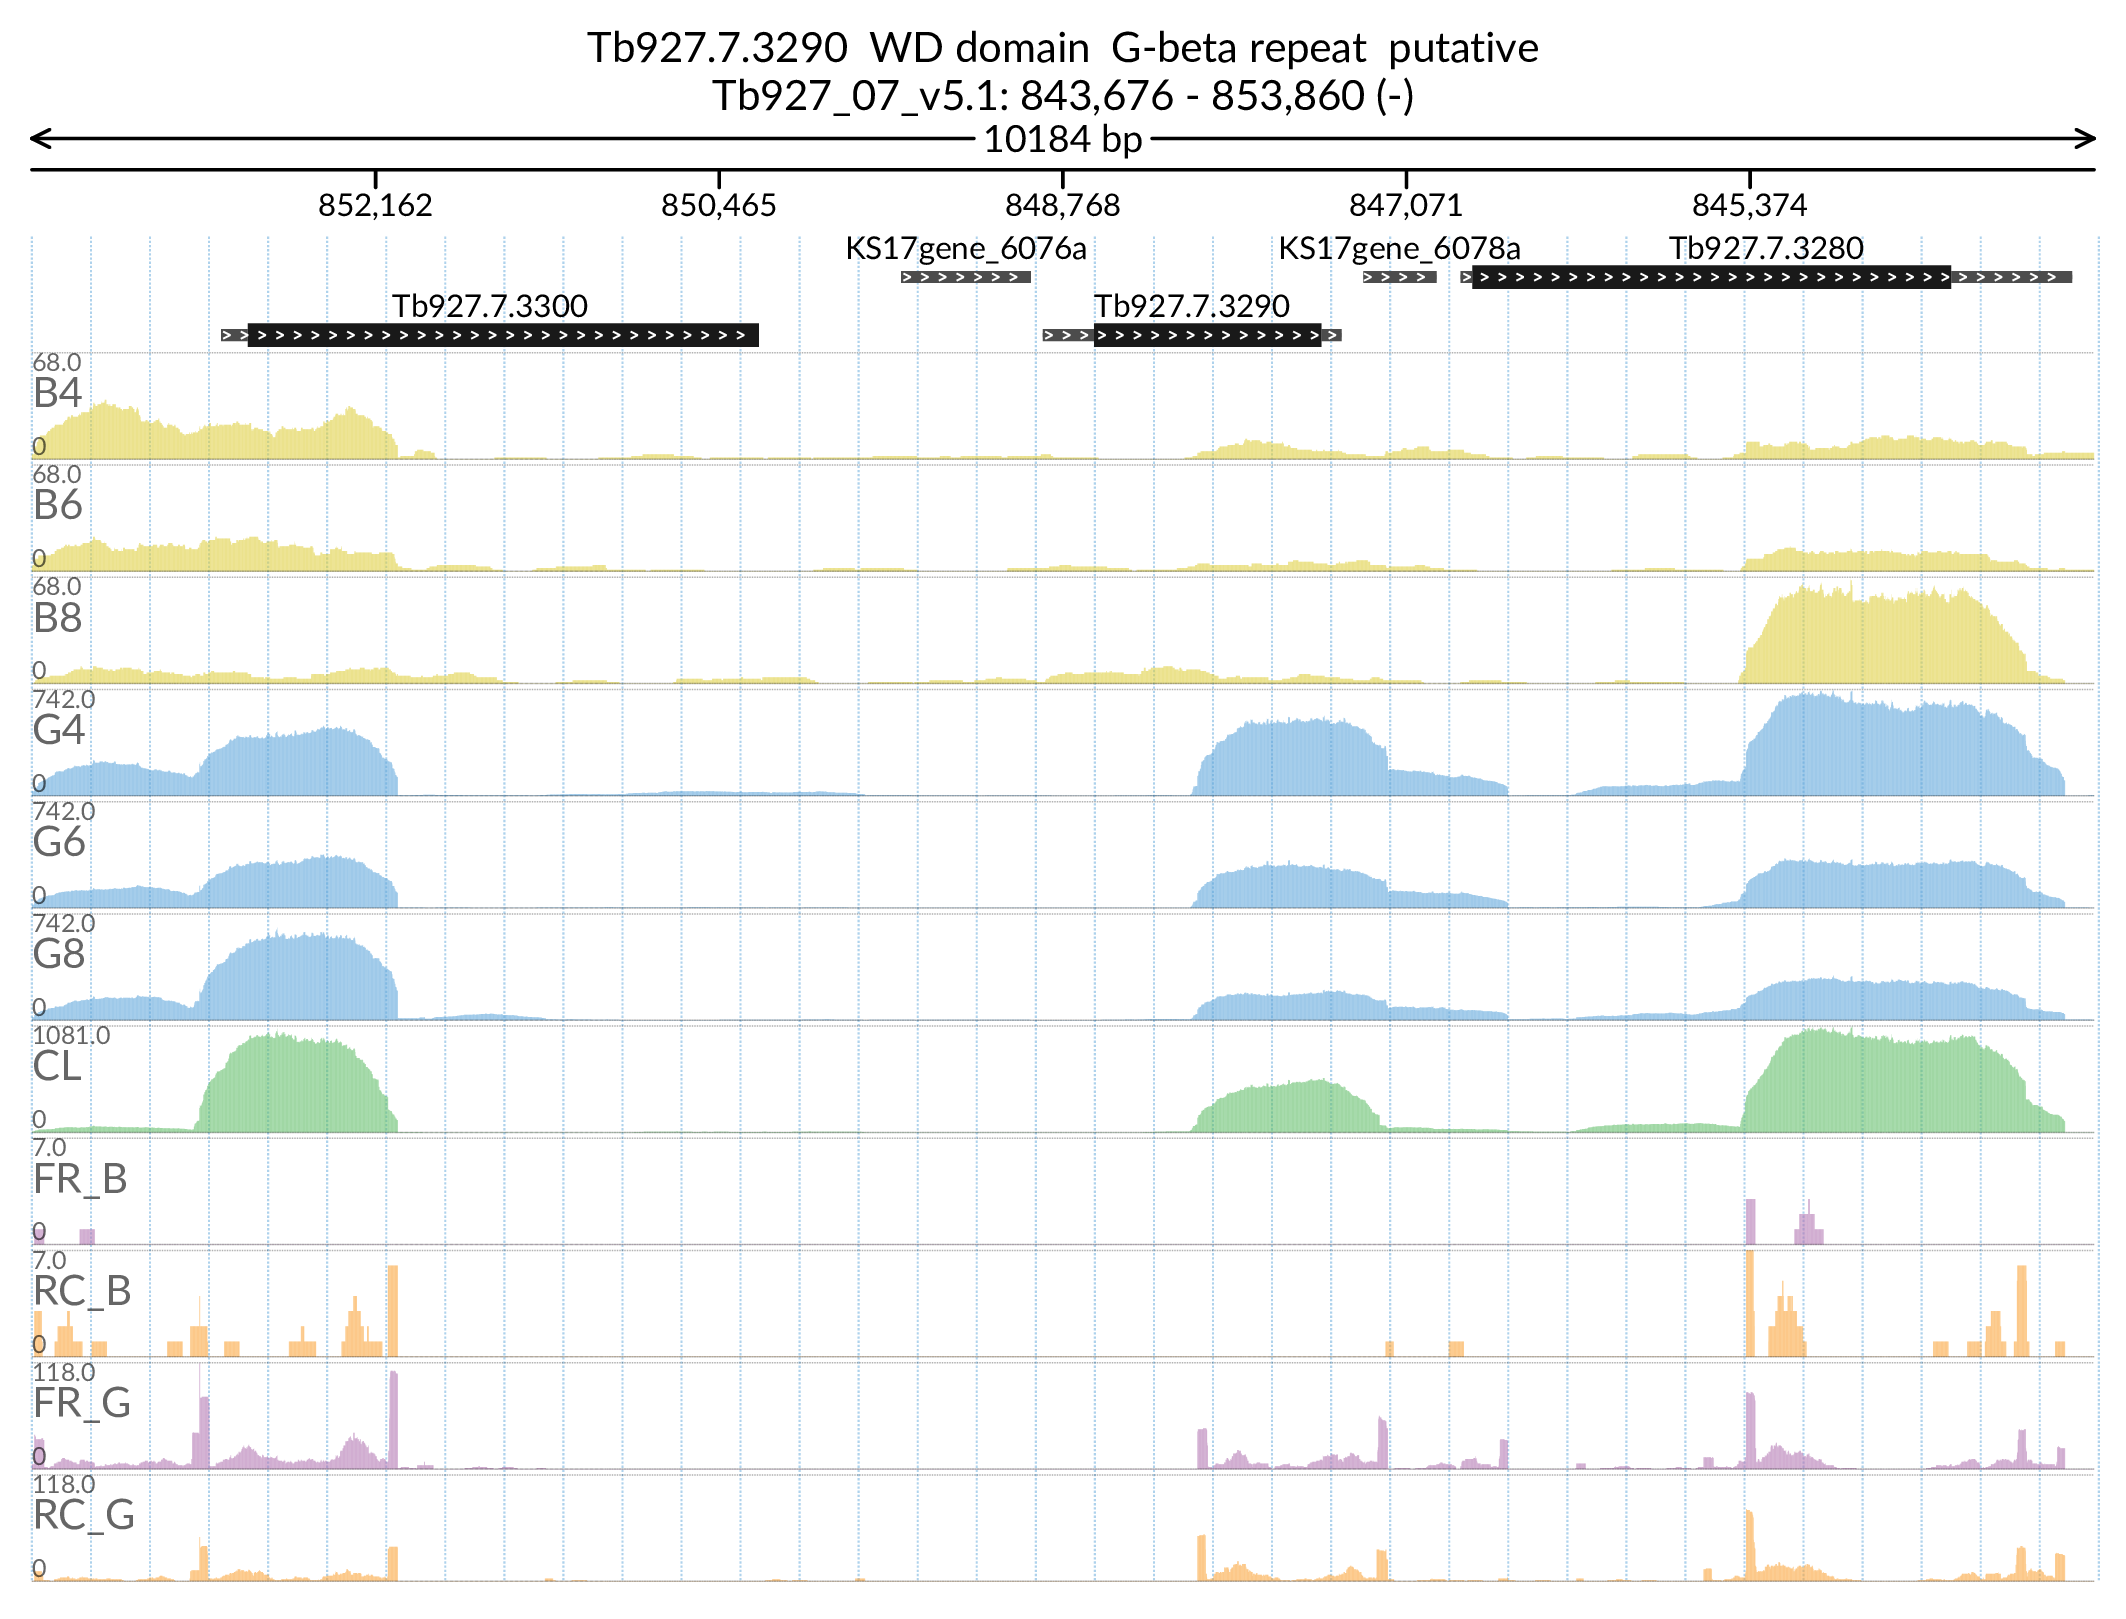 Tb927.7.3290 WD domain G-beta repeat putative
Tb927_07_v5.1: 843,676 - 853,860 (-)
10184 bp
852,162 850,465 848,768 847,071 845,374
KS17gene_6076a KS17gene_6078a Tb927.7.3280
Tb927.7.3300 Tb927.7.3290
68.0
B4
0
68.0
B6
0
68.0
B8
0
742.0
G4
0
742.0
G6
0
742.0
G8
0
1081.0
CL
0
7.0
FR_B
0
7.0
RC_B
0
118.0
FR_G
0
118.0
RC_G
0